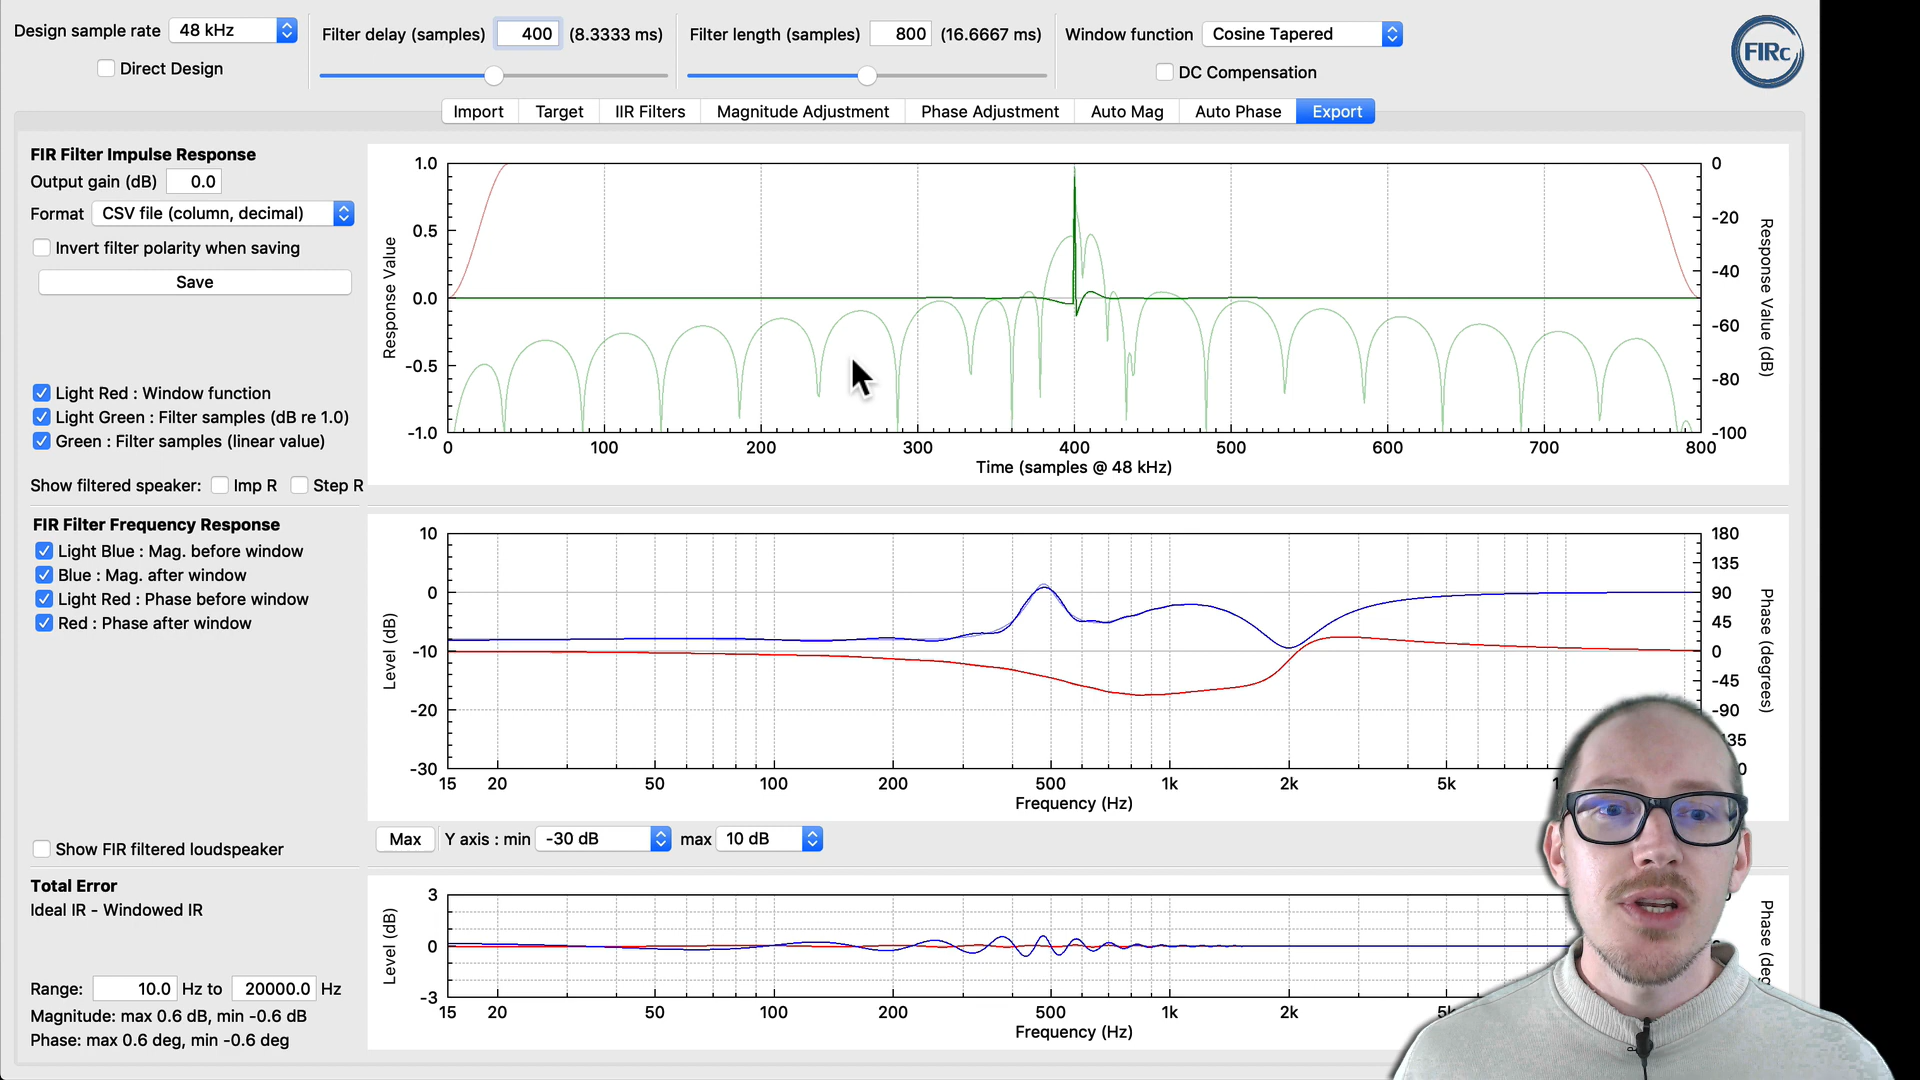 Design sample rate 48 kHz
Direct Design
Filter delay (samples) 400 (8.3333 ms)
Filter length (samples) 800 (16.6667 ms)
Window function Cosine Tapered
DC Compensation
FIRc
Import Target IIR Filters Magnitude Adjustment Phase Adjustment Auto Mag Auto Phase Export
FIR Filter Impulse Response
Output gain (dB) 0.0
Format CSV file (column, decimal)
Invert filter polarity when saving
Save
Light Red : Window function
Light Green : Filter samples (dB re 1.0)
Green : Filter samples (linear value)
Show filtered speaker: Imp R Step R
Response Value
1.0
0.5
0.0
-0.5
-1.0
0 100 200 300 400 500 600 700 800
Time (samples @ 48 kHz)
0
-20
-40
-60
-80
-100
Response Value (dB)
FIR Filter Frequency Response
Light Blue : Mag. before window
Blue : Mag. after window
Light Red : Phase before window
Red : Phase after window
Show FIR filtered loudspeaker
Level (dB)
10
0
-10
-20
-30
15 20 50 100 200 500 1k 2k 5k
Frequency (Hz)
180
135
90
45
0
-45
-90
Phase (degrees)
Max Y axis : min -30 dB max 10 dB
Total Error
Ideal IR - Windowed IR
Range: 10.0 Hz to 20000.0 Hz
Magnitude: max 0.6 dB, min -0.6 dB
Phase: max 0.6 deg, min -0.6 deg
Level (dB)
3
0
-3
15 20 50 100 200 500 1k 2k
Frequency (Hz)
Phase